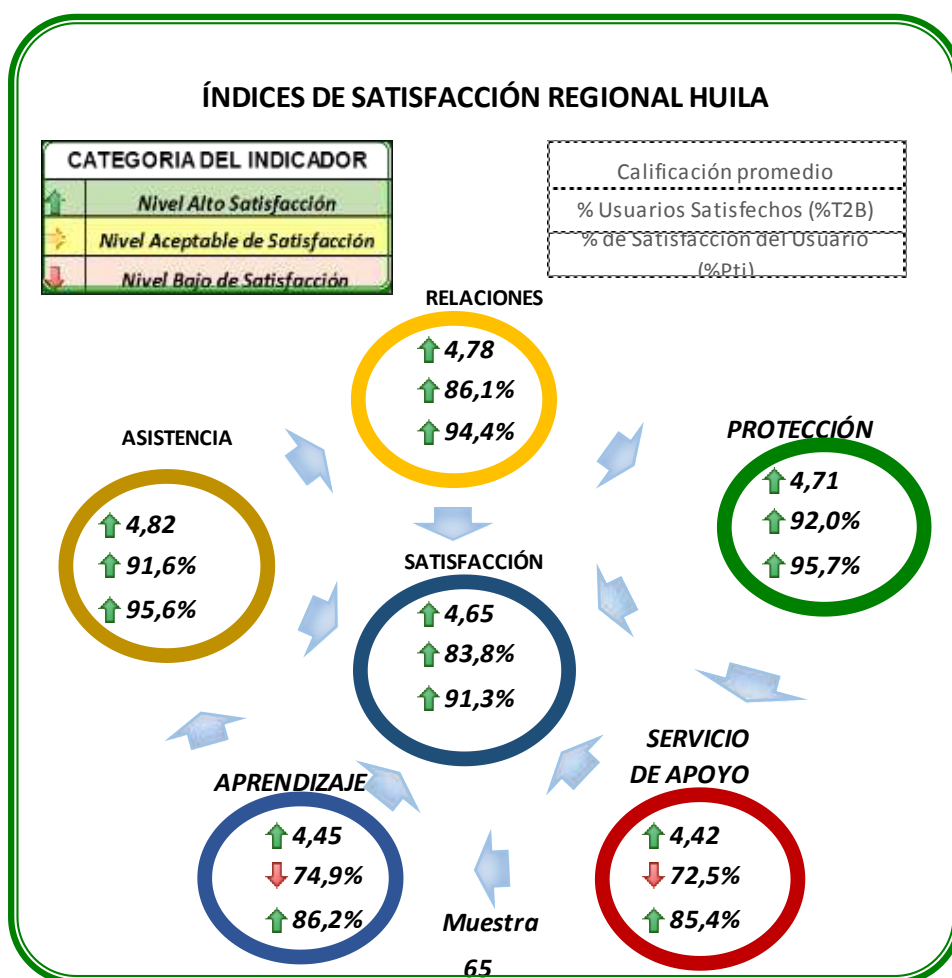 ÍNDICES DE SATISFACCIÓN REGIONAL HUILA
CATEGORIA DEL INDICADOR
Nivel Alto Satisfacción
Nivel Aceptable de Satisfacción
Nivel Bajo de Satisfacción
Calificación promedio
% Usuarios Satisfechos (%T2B)
% de Satisfacción del Usuario
(%Pti)
RELACIONES
4,78
86,1%
94,4%
ASISTENCIA
4,82
91,6%
95,6%
PROTECCIÓN
4,71
92,0%
95,7%
SATISFACCIÓN
4,65
83,8%
91,3%
APRENDIZAJE
4,45
74,9%
86,2%
SERVICIO
DE APOYO
4,42
72,5%
85,4%
Muestra
65